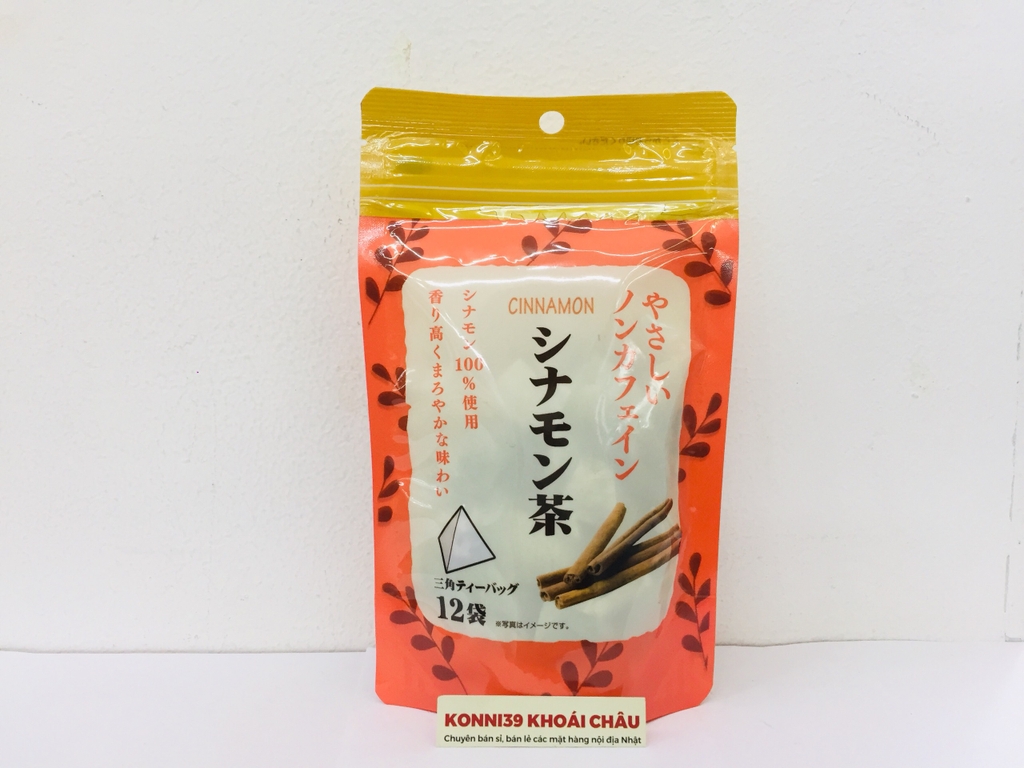 CINNAMON
やさしい
ノンカフェイン
シナモン茶
シナモン100%使用
香り高くまろやかな味わい
三角ティーバッグ
12袋
※写真はイメージです。
KONNI39 KHOÁI CHÂU
Chuyên bán sỉ, bán lẻ các mặt hàng nội địa Nhật